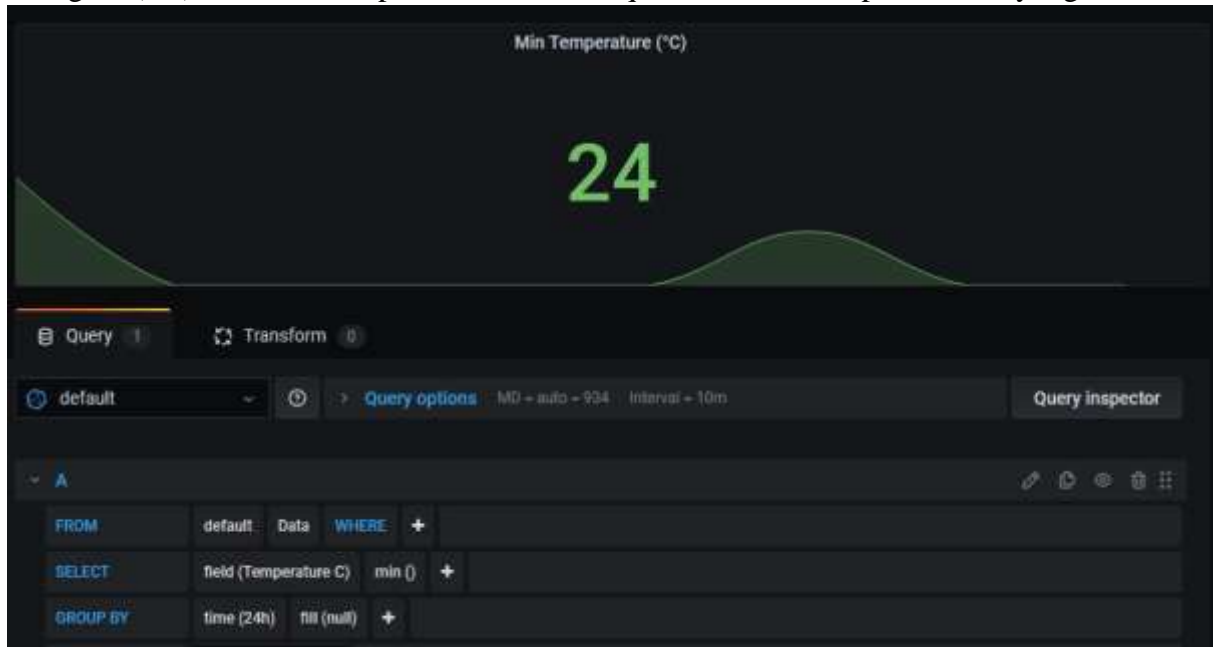 Min Temperature (°C)
24
Query 1 Transform 0
default Query options MD = auto = 934 Interval = 10m Query inspector
A
FROM default Data WHERE +
SELECT field (Temperature C) min () +
GROUP BY time (24h) fill (null) +